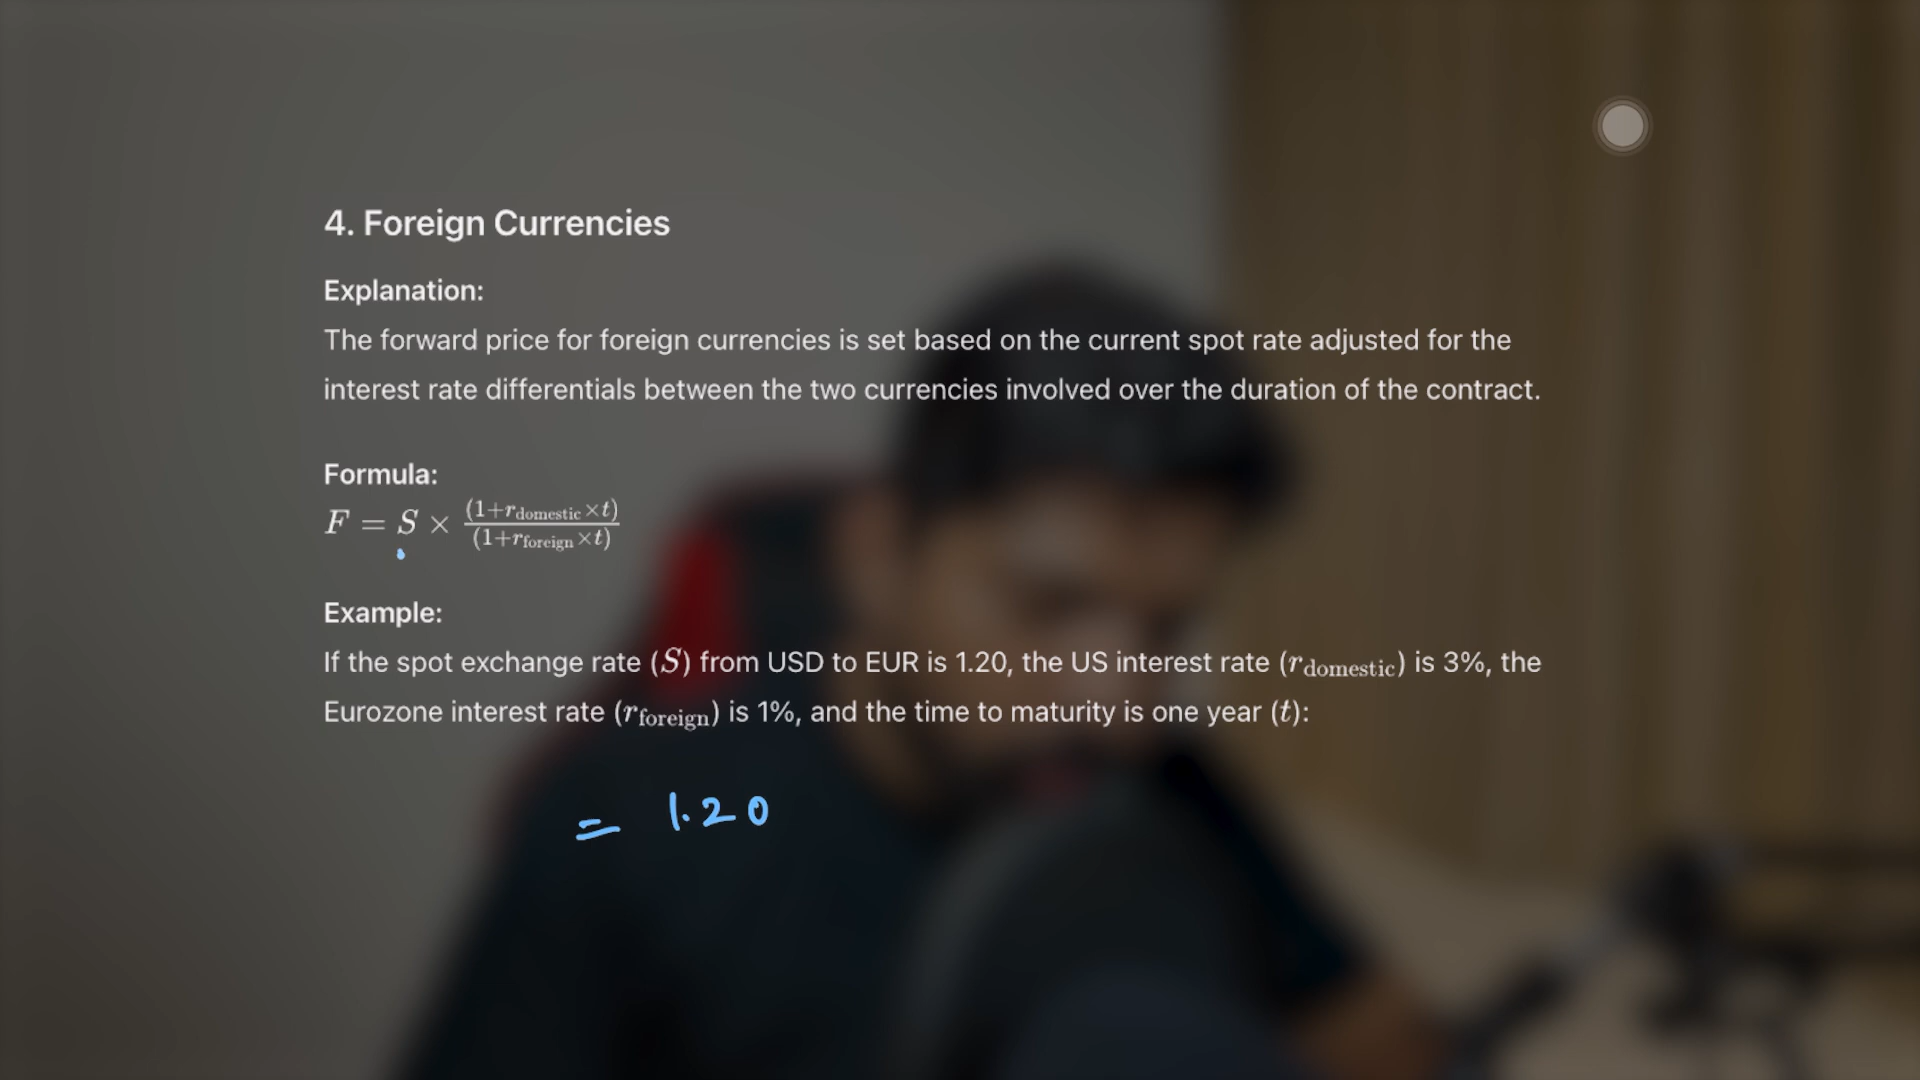 4. Foreign Currencies
Explanation:
The forward price for foreign currencies is set based on the current spot rate adjusted for the
interest rate differentials between the two currencies involved over the duration of the contract.
Formula:
F = S × (1+r_domestic×t)/(1+r_foreign×t)
Example:
If the spot exchange rate (S) from USD to EUR is 1.20, the US interest rate (r_domestic) is 3%, the
Eurozone interest rate (r_foreign) is 1%, and the time to maturity is one year (t):
= 1.20